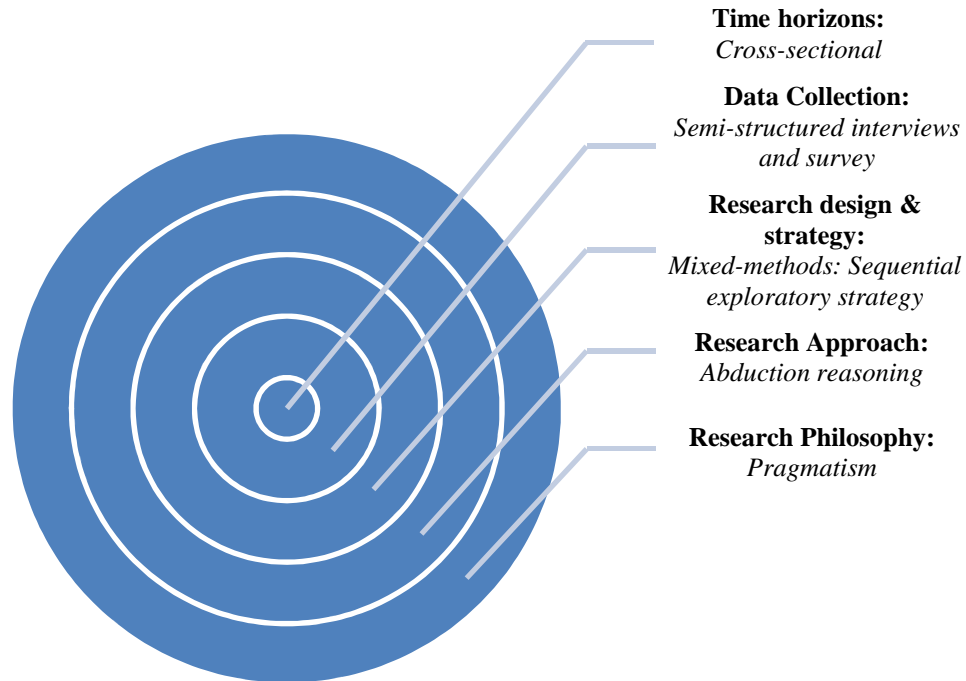 Time horizons:
Cross-sectional
Data Collection:
Semi-structured interviews
and survey
Research design &
strategy:
Mixed-methods: Sequential
exploratory strategy
Research Approach:
Abduction reasoning
Research Philosophy:
Pragmatism